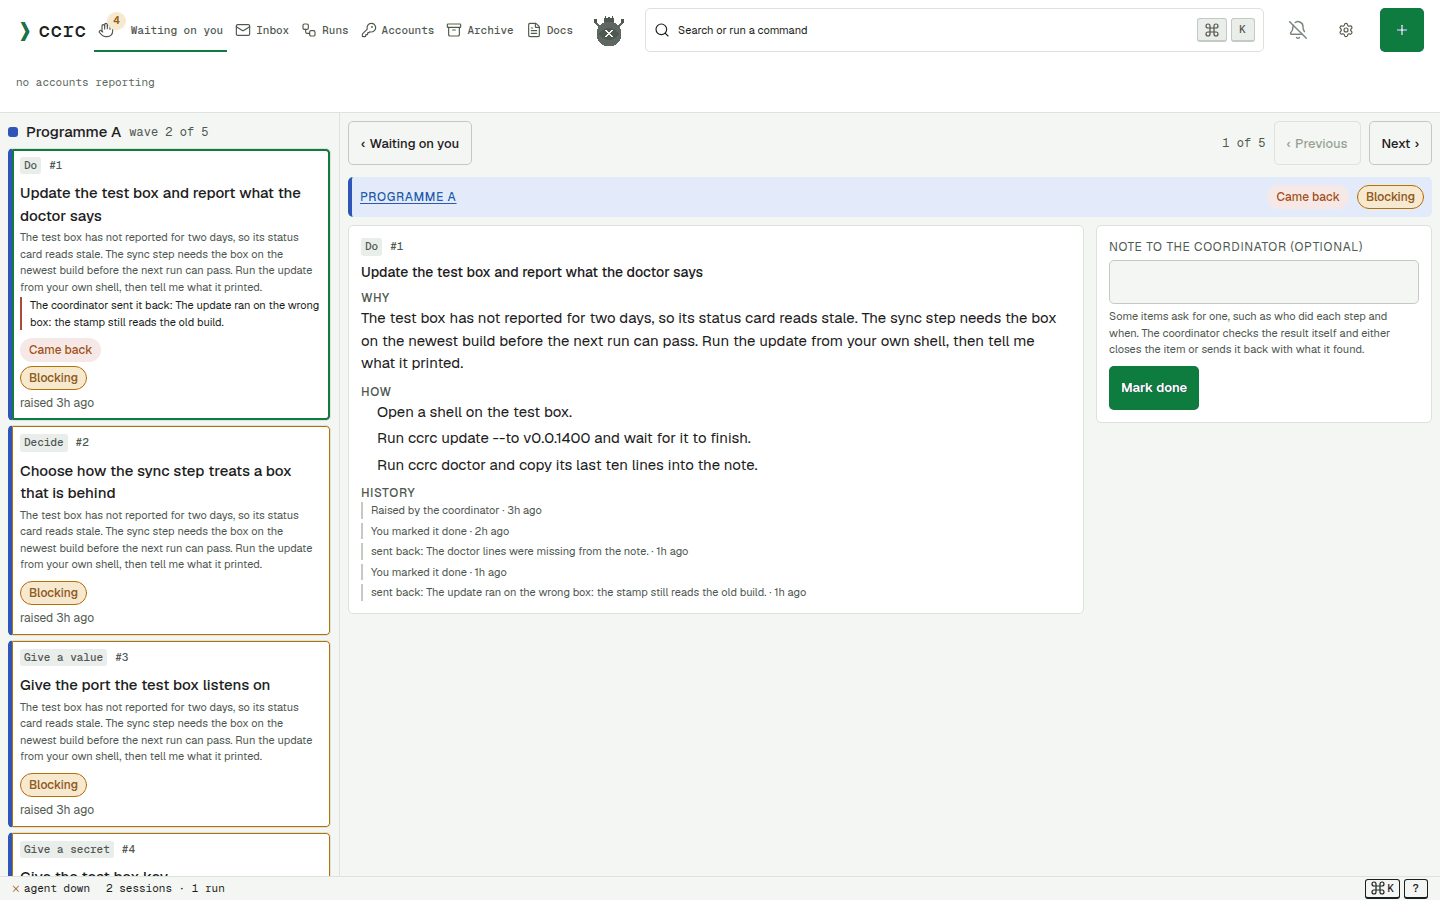 ccrc
4
Waiting on you
Inbox
Runs
Accounts
Archive
Docs
Search or run a command
⌘ K
+
no accounts reporting
Programme A wave 2 of 5
Do #1
Update the test box and report what the
doctor says
The test box has not reported for two days, so its status
card reads stale. The sync step needs the box on the
newest build before the next run can pass. Run the update
from your own shell, then tell me what it printed.
The coordinator sent it back: The update ran on the wrong
box: the stamp still reads the old build.
Came back
Blocking
raised 3h ago
Decide #2
Choose how the sync step treats a box
that is behind
The test box has not reported for two days, so its status
card reads stale. The sync step needs the box on the
newest build before the next run can pass. Run the update
from your own shell, then tell me what it printed.
Blocking
raised 3h ago
Give a value #3
Give the port the test box listens on
The test box has not reported for two days, so its status
card reads stale. The sync step needs the box on the
newest build before the next run can pass. Run the update
from your own shell, then tell me what it printed.
Blocking
raised 3h ago
Give a secret #4
Give the test box key
‹ Waiting on you
1 of 5
‹ Previous
Next ›
PROGRAMME A
Came back
Blocking
Do #1
Update the test box and report what the doctor says
WHY
The test box has not reported for two days, so its status card reads stale. The sync step needs the box
on the newest build before the next run can pass. Run the update from your own shell, then tell me
what it printed.
HOW
Open a shell on the test box.
Run ccrc update --to v0.0.1400 and wait for it to finish.
Run ccrc doctor and copy its last ten lines into the note.
HISTORY
Raised by the coordinator · 3h ago
You marked it done · 2h ago
sent back: The doctor lines were missing from the note. · 1h ago
You marked it done · 1h ago
sent back: The update ran on the wrong box: the stamp still reads the old build. · 1h ago
NOTE TO THE COORDINATOR (OPTIONAL)
Some items ask for one, such as who did each step and
when. The coordinator checks the result itself and either
closes the item or sends it back with what it found.
Mark done
× agent down 2 sessions · 1 run
⌘ K ?